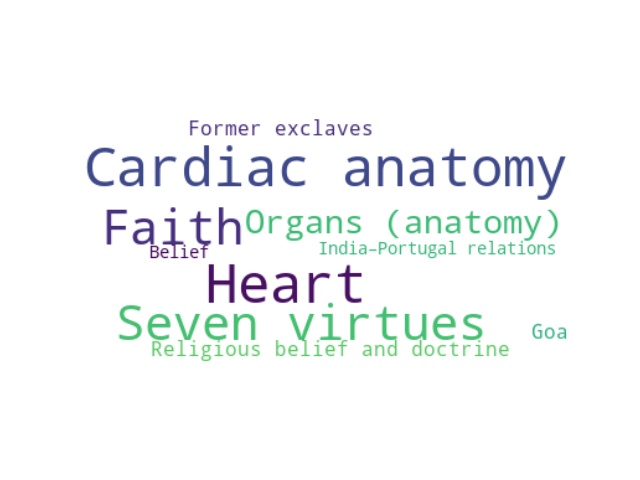 Former exclaves
Cardiac anatomy
Faith
Organs (anatomy)
Belief
India–Portugal relations
Heart
Seven virtues
Goa
Religious belief and doctrine